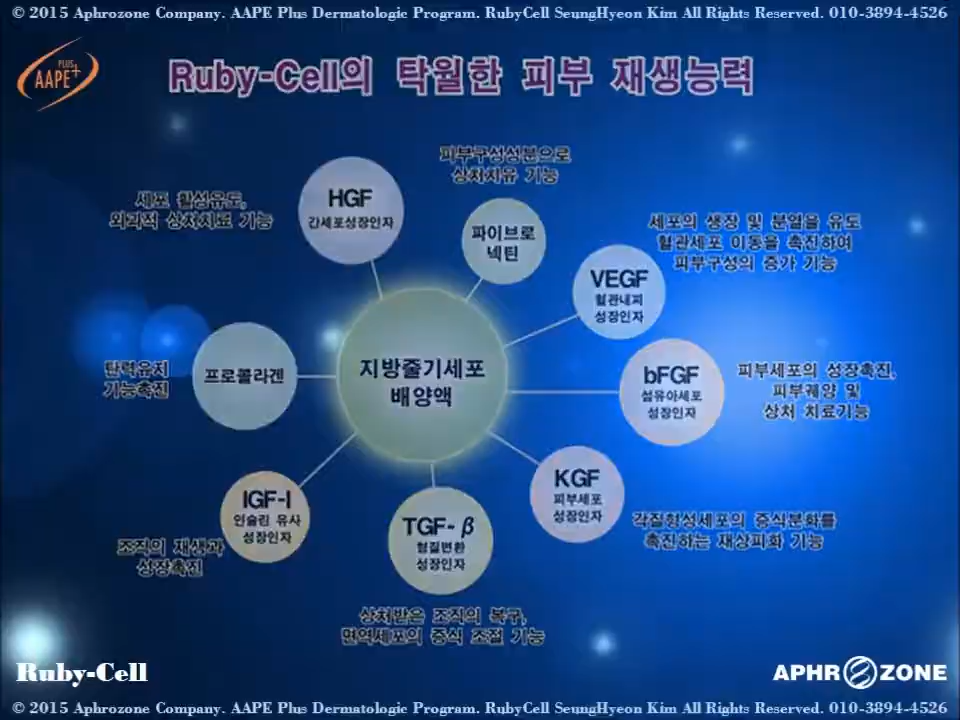 © 2015 Aphrozone Company. AAPE Plus Dermatologic Program. RubyCell SeungHyeon Kim All Rights Reserved. 010-3894-4526
PLUS
AAPE+
Ruby-Cell의 탁월한 피부 재생능력
피부구성성분으로
상처치유 기능
세포 활성유도,
외과적 상처치료 기능
HGF
간세포성장인자
파이브로
넥틴
세포의 생장 및 분열을 유도
혈관세포 이동을 촉진하여
피부구성의 증가 기능
VEGF
혈관내피
성장인자
탄력유지
기능촉진
프로콜라겐
지방줄기세포
배양액
bFGF
섬유아세포
성장인자
피부세포의 성장촉진,
피부궤양 및
상처 치료기능
KGF
피부세포
성장인자
각질형성세포의 증식분화를
촉진하는 재상피화 기능
IGF-I
인슐린 유사
성장인자
조직의 재생과
성장촉진
TGF- β
형질변환
성장인자
상처받은 조직의 복구,
면역세포의 증식 조절 기능
Ruby-Cell
APHROZONE
© 2015 Aphrozone Company. AAPE Plus Dermatologic Program. RubyCell SeungHyeon Kim All Rights Reserved. 010-3894-4526